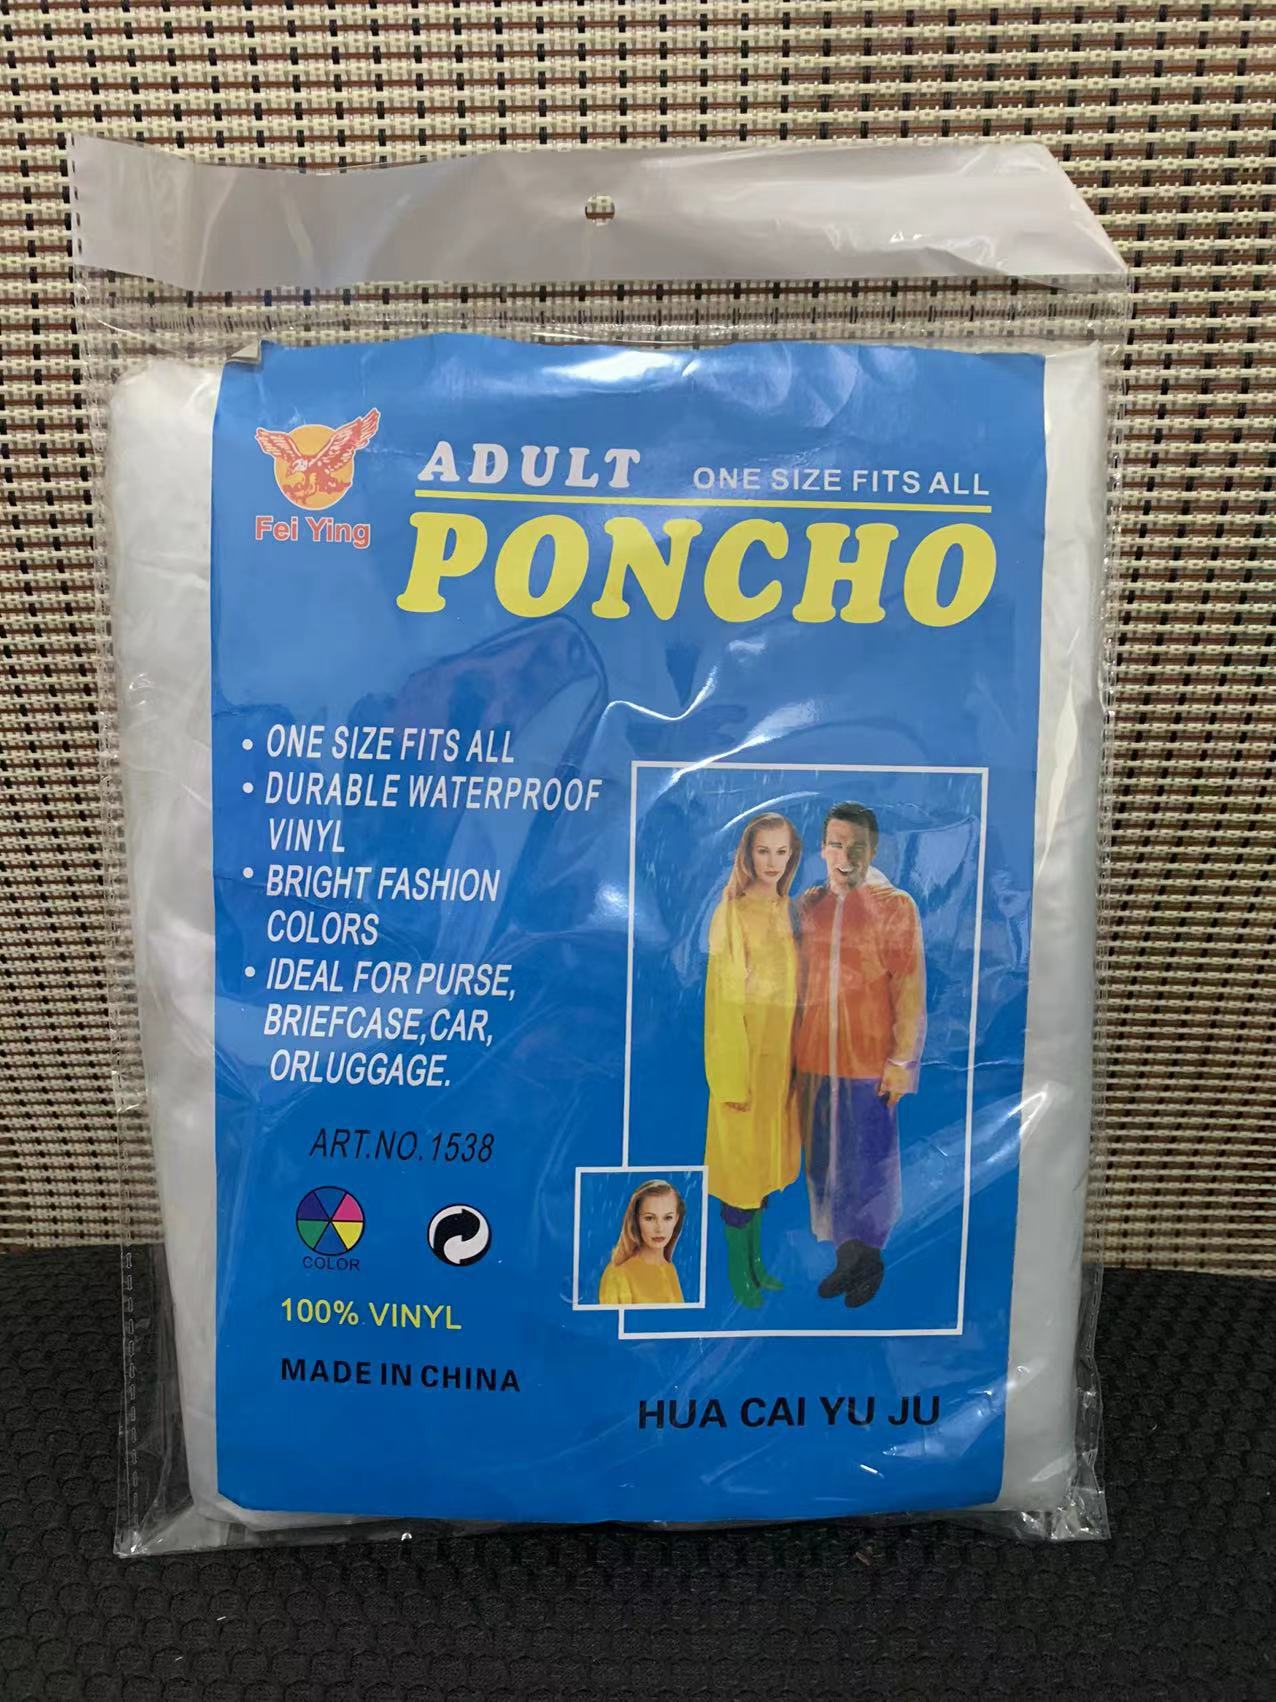 Fei Ying
ADULT ONE SIZE FITS ALL
PONCHO
• ONE SIZE FITS ALL
• DURABLE WATERPROOF
VINYL
• BRIGHT FASHION
COLORS
• IDEAL FOR PURSE,
BRIEFCASE,CAR,
ORLUGGAGE.
ART.NO.1538
COLOR
100% VINYL
MADE IN CHINA
HUA CAI YU JU